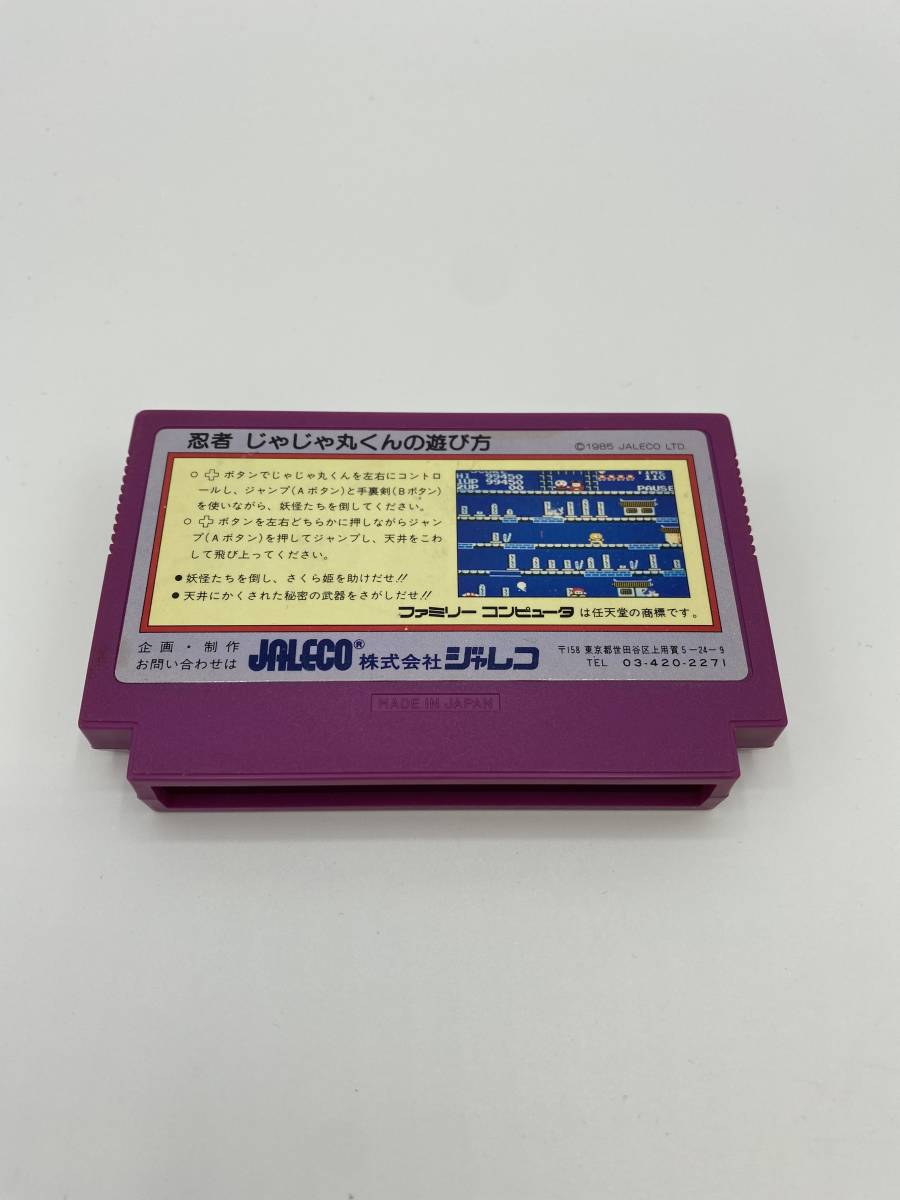 忍者 じゃじゃ丸くんの遊び方
©1985 JALECO LTD.
○ボタンでじゃじゃ丸くんを左右にコントロ
ールし、ジャンプ(Aボタン)と手裏剣(Bボタン)
を使いながら、妖怪たちを倒してください。
○ボタンを左右どちらかに押しながらジャン
プ(Aボタン)を押してジャンプし、天井をこわ
して飛び上ってください。
●妖怪たちを倒し、さくら姫を助けだせ!!
●天井にかくされた秘密の武器をさがしだせ!!
HI 99450
1UP 99450
2UP 00
TIME
110
PAUSE
ファミリー コンピュータ は任天堂の商標です。
企画・制作
お問い合わせは
JALECO® 株式会社ジャレコ
〒158 東京都世田谷区上用賀5-24-9
TEL 03-420-2271
MADE IN JAPAN